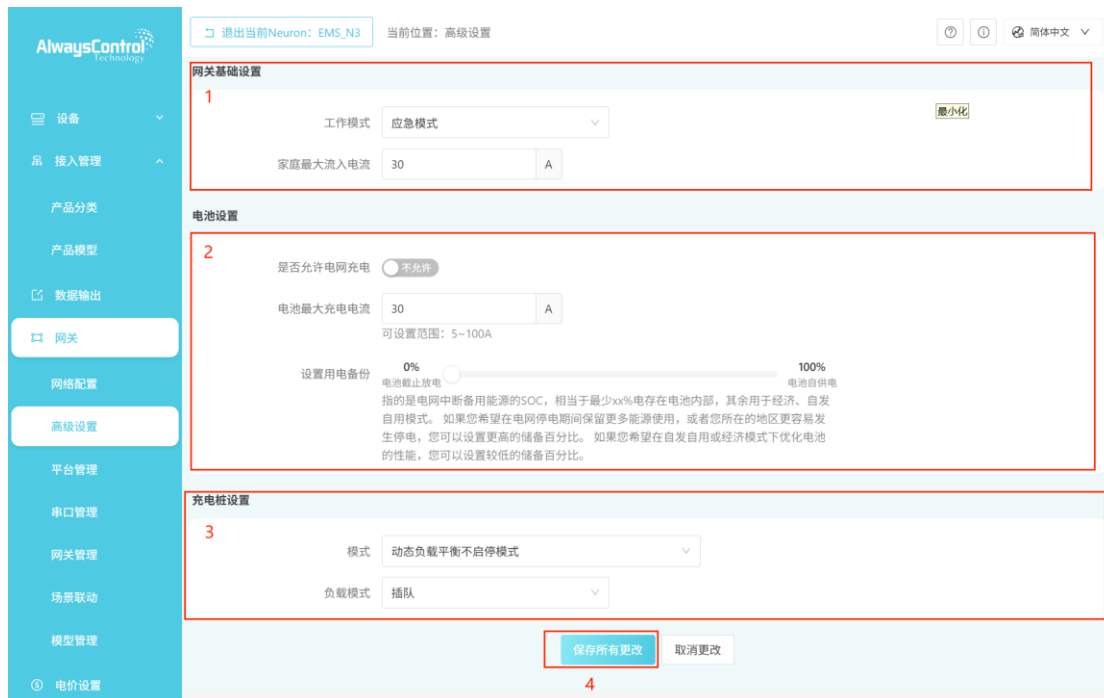 AlwaysControl
Technology
退出当前Neuron：EMS_N3
当前位置：高级设置
简体中文
设备
接入管理
产品分类
产品模型
数据输出
网关
网络配置
高级设置
平台管理
串口管理
网关管理
场景联动
模型管理
电价设置
网关基础设置
1
最小化
工作模式
应急模式
家庭最大流入电流
30
A
电池设置
2
是否允许电网充电
不允许
电池最大充电电流
30
A
可设置范围：5~100A
设置用电备份
0%
电池截止放电
100%
电池自供电
指的是电网中断备用能源的SOC，相当于最少xx%电存在电池内部，其余用于经济、自发
自用模式。 如果您希望在电网停电期间保留更多能源使用，或者您所在的地区更容易发
生停电，您可以设置更高的储备百分比。 如果您希望在自发自用或经济模式下优化电池
的性能，您可以设置较低的储备百分比。
充电桩设置
3
模式
动态负载平衡不启停模式
负载模式
插队
保存所有更改
取消更改
4